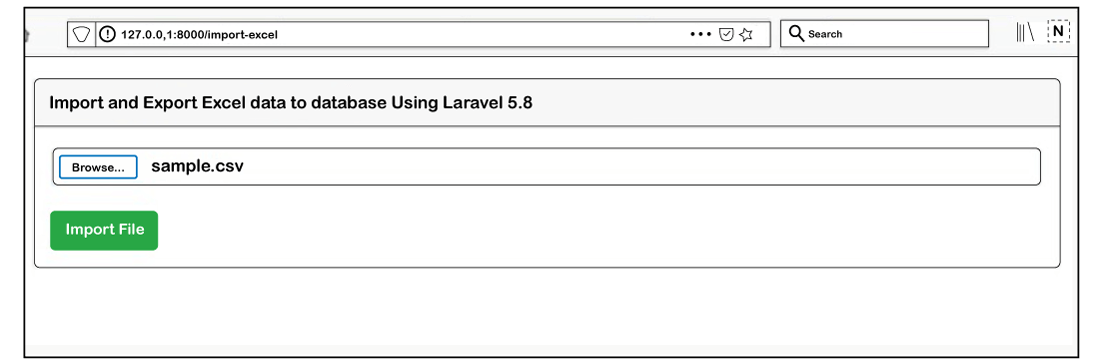 127.0.0,1:8000/import-excel
Search
N
Import and Export Excel data to database Using Laravel 5.8
Browse... sample.csv
Import File